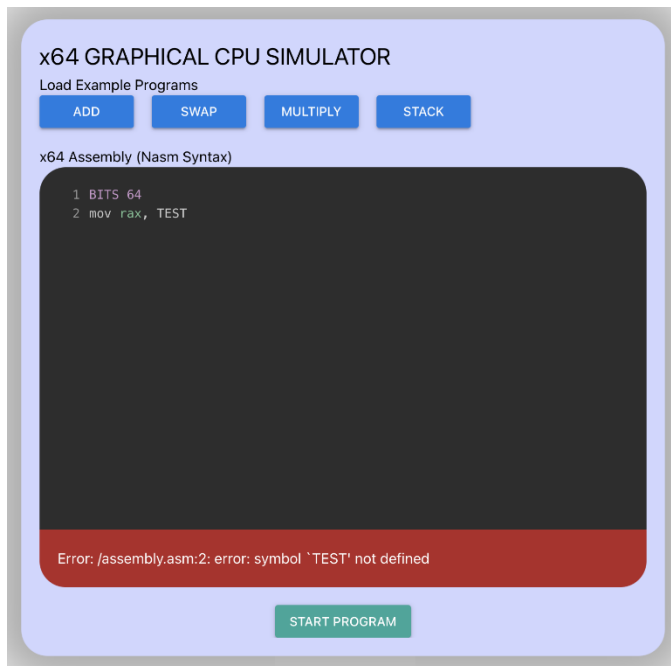 x64 GRAPHICAL CPU SIMULATOR
Load Example Programs
ADD SWAP MULTIPLY STACK
x64 Assembly (Nasm Syntax)
1 BITS 64
2 mov rax, TEST
Error: /assembly.asm:2: error: symbol `TEST' not defined
START PROGRAM